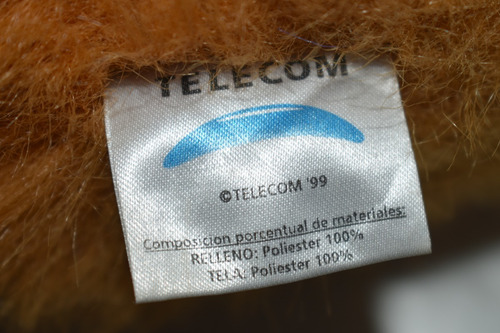 TELECOM
©TELECOM '99
Composicion porcentual de materiales:
RELLENO: Poliester 100%
TELA: Poliester 100%